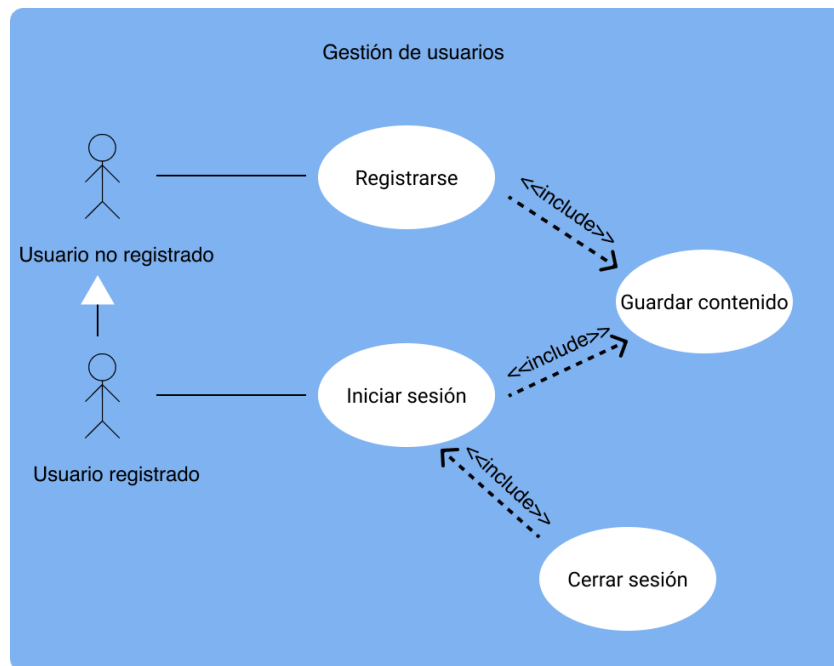 Gestión de usuarios
Registrarse
<<include>>
Usuario no registrado
Guardar contenido
<<include>>
Iniciar sesión
Usuario registrado
<<include>>
Cerrar sesión